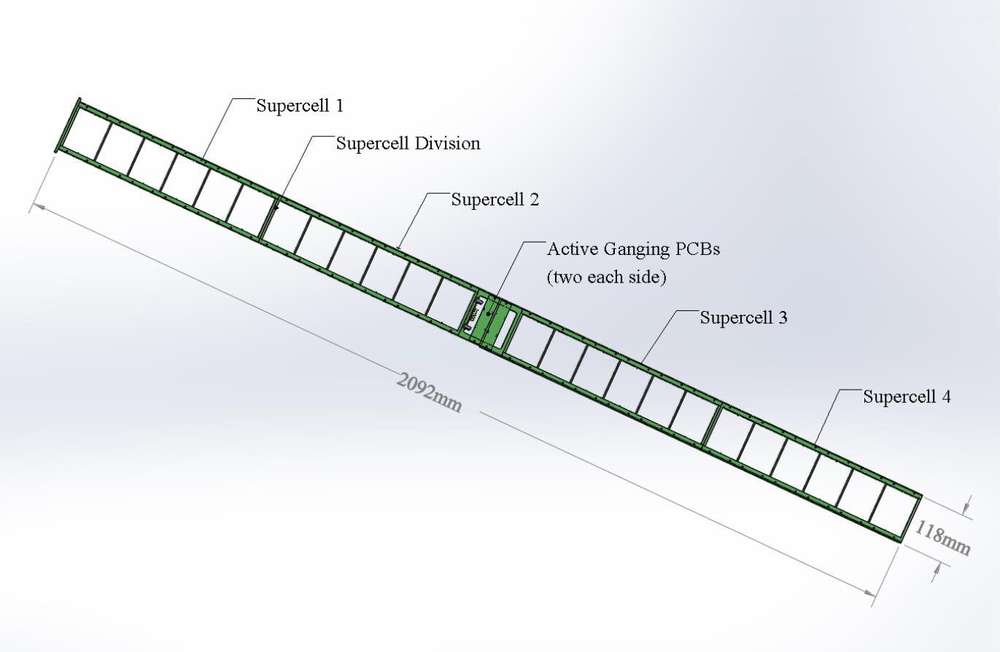 Supercell 1
Supercell Division
Supercell 2
Active Ganging PCBs
(two each side)
Supercell 3
Supercell 4
2092mm
118mm